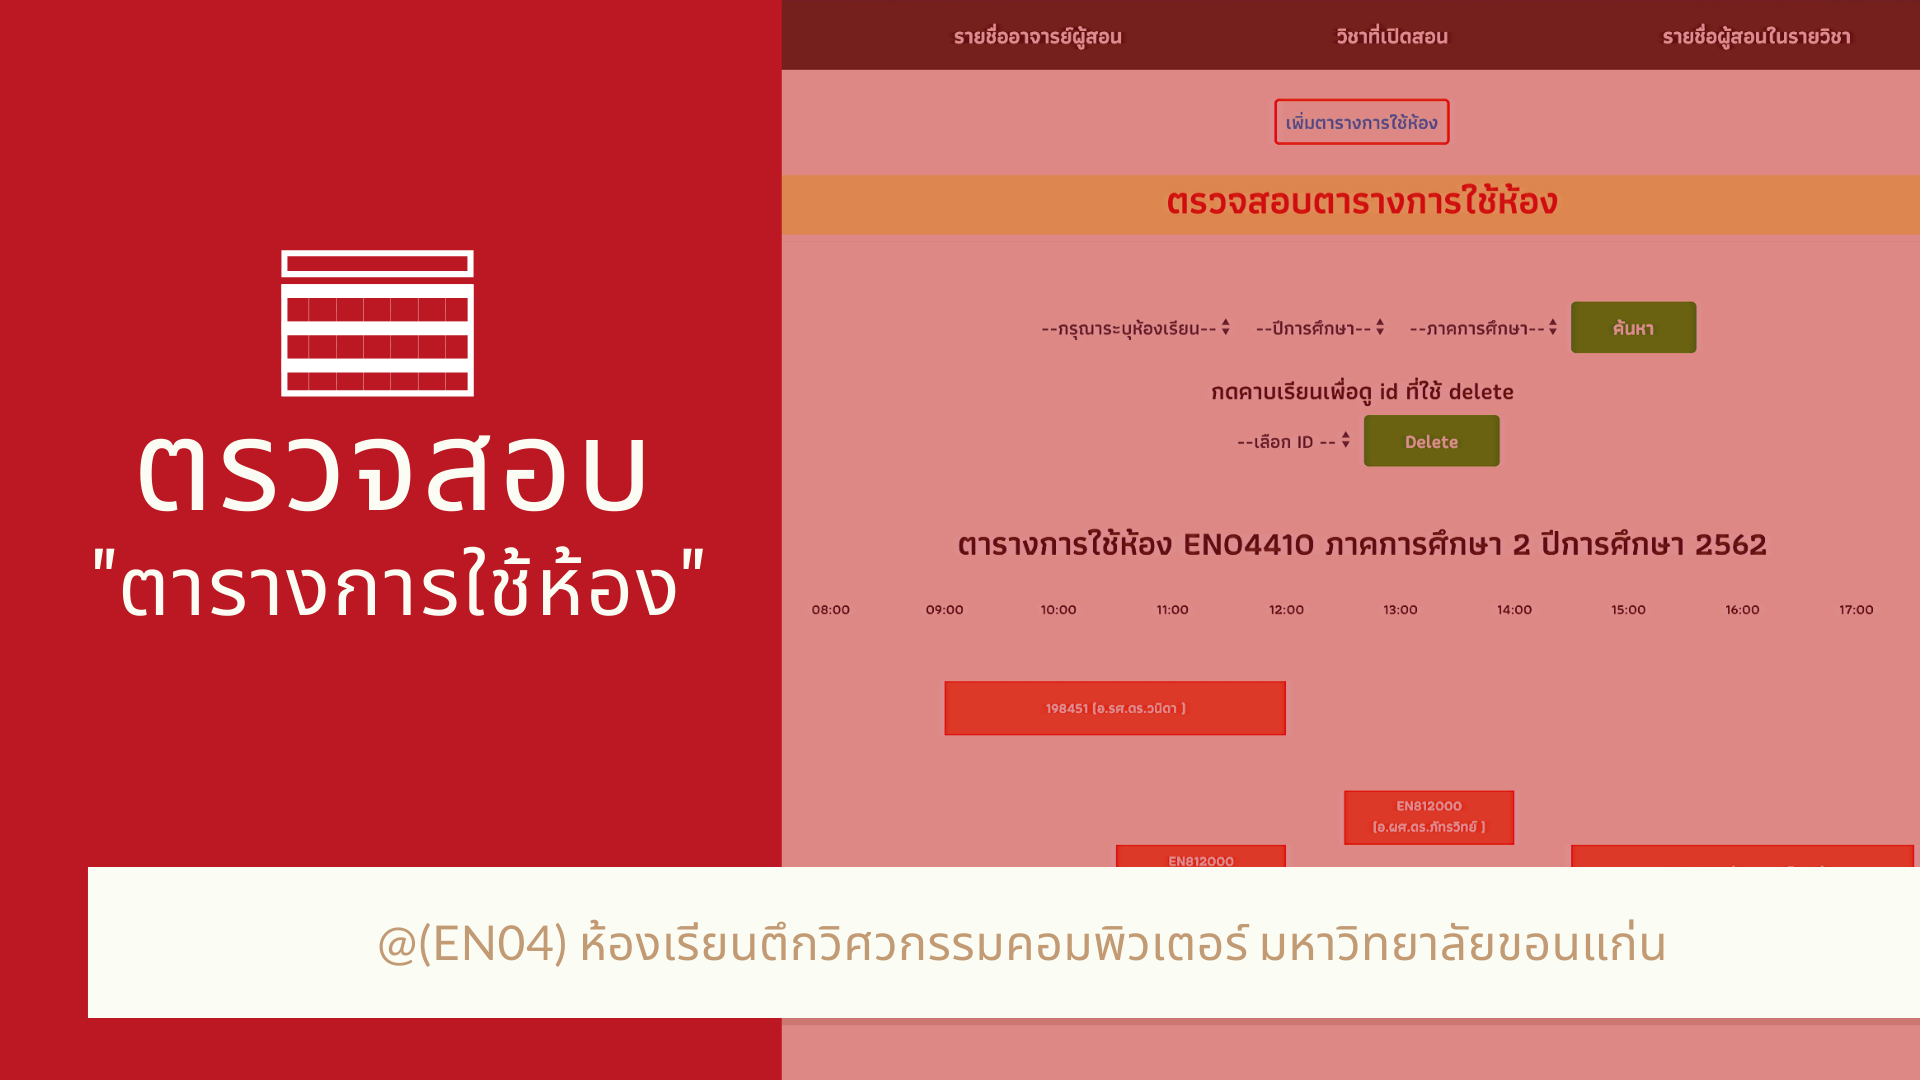 ตรวจสอบ
"ตารางการใช้ห้อง"
รายชื่ออาจารย์ผู้สอน
วิชาที่เปิดสอน
รายชื่อผู้สอนในรายวิชา
เพิ่มตารางการใช้ห้อง
ตรวจสอบตารางการใช้ห้อง
--กรุณาระบุห้องเรียน-- --ปีการศึกษา-- --ภาคการศึกษา-- ค้นหา
กดคาบเรียนเพื่อดู id ที่ใช้ delete
--เลือก ID -- Delete
ตารางการใช้ห้อง EN04410 ภาคการศึกษา 2 ปีการศึกษา 2562
08:00 09:00 10:00 11:00 12:00 13:00 14:00 15:00 16:00 17:00
198451 (อ.รศ.ดร.วนิดา )
EN812000
(อ.ผศ.ดร.ภัทรวิทย์ )
EN812000
@(EN04) ห้องเรียนตึกวิศวกรรมคอมพิวเตอร์ มหาวิทยาลัยขอนแก่น